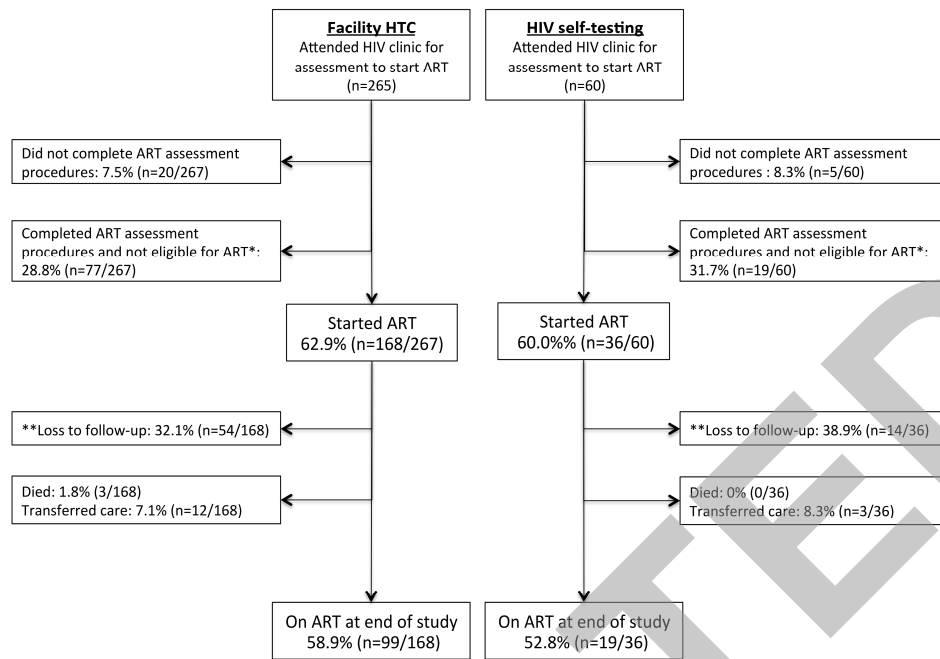 Facility HTC
Attended HIV clinic for
assessment to start ART
(n=265)
HIV self-testing
Attended HIV clinic for
assessment to start ART
(n=60)
Did not complete ART assessment
procedures: 7.5% (n=20/267)
Did not complete ART assessment
procedures : 8.3% (n=5/60)
Completed ART assessment
procedures and not eligible for ART*:
28.8% (n=77/267)
Completed ART assessment
procedures and not eligible for ART*:
31.7% (n=19/60)
Started ART
62.9% (n=168/267)
Started ART
60.0%% (n=36/60)
**Loss to follow-up: 32.1% (n=54/168)
**Loss to follow-up: 38.9% (n=14/36)
Died: 1.8% (3/168)
Transferred care: 7.1% (n=12/168)
Died: 0% (0/36)
Transferred care: 8.3% (n=3/36)
On ART at end of study
58.9% (n=99/168)
On ART at end of study
52.8% (n=19/36)
TED